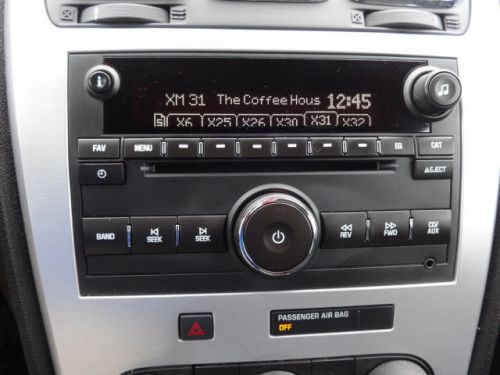 XM 31 The Coffee Hous 12:45
X6 X25 X26 X30 X31 X32
FAV MENU EQ CAT
EJECT
BAND SEEK SEEK REV FWD CD/AUX
PASSENGER AIR BAG
OFF